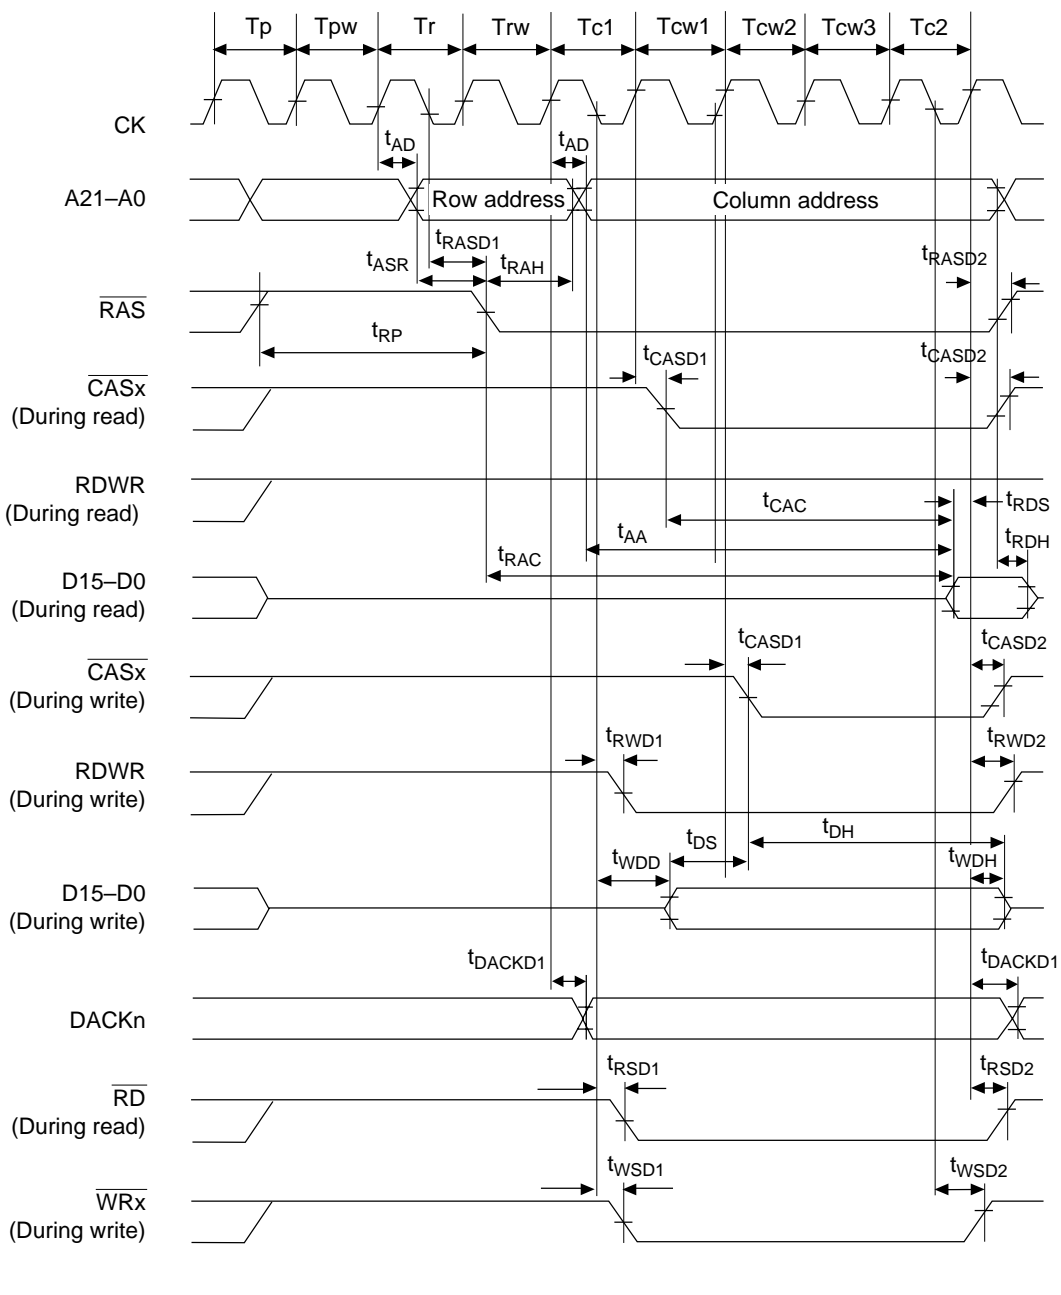 Tp Tpw Tr Trw Tc1 Tcw1 Tcw2 Tcw3 Tc2
CK
tAD tAD
A21–A0 Row address Column address
tRASD1
tASR tRAH tRASD2
RAS
tRP
tCASD1 tCASD2
CASx
(During read)
RDWR
(During read)
tCAC tRDS
tAA tRDH
tRAC
D15–D0
(During read)
tCASD1 tCASD2
CASx
(During write)
tRWD1 tRWD2
RDWR
(During write)
tDS tDH
tWDD tWDH
D15–D0
(During write)
tDACKD1 tDACKD1
DACKn
tRSD1 tRSD2
RD
(During read)
tWSD1 tWSD2
WRx
(During write)